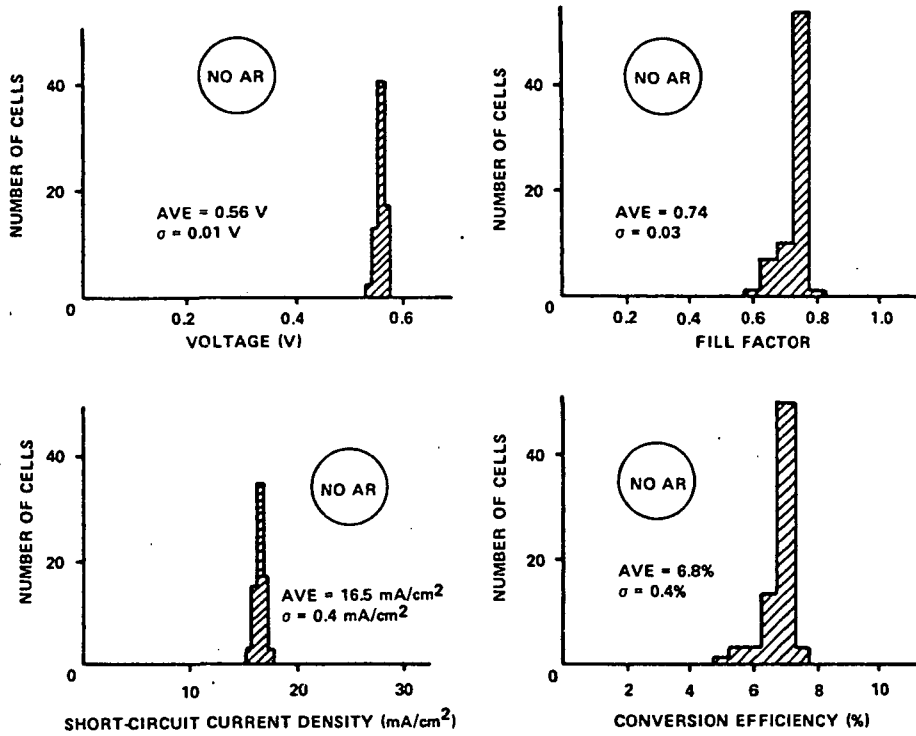 NUMBER OF CELLS
40
20
0
NO AR
AVE = 0.56 V
σ = 0.01 V
0.2 0.4 0.6
VOLTAGE (V)
NUMBER OF CELLS
40
20
0
NO AR
AVE = 0.74
σ = 0.03
0.2 0.4 0.6 0.8 1.0
FILL FACTOR
NUMBER OF CELLS
40
20
0
NO AR
AVE = 16.5 mA/cm²
σ = 0.4 mA/cm²
10 20 30
SHORT-CIRCUIT CURRENT DENSITY (mA/cm²)
NUMBER OF CELLS
40
20
0
NO AR
AVE = 6.8%
σ = 0.4%
2 4 6 8 10
CONVERSION EFFICIENCY (%)